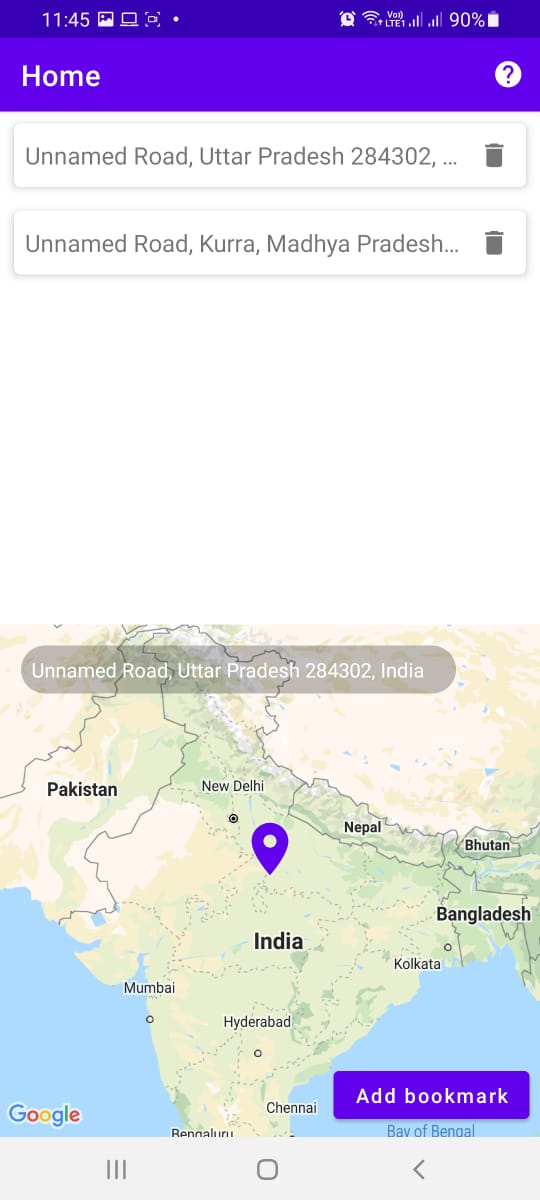 11:45
Vo)) LTE1
90%
Home
?
Unnamed Road, Uttar Pradesh 284302, ...
Unnamed Road, Kurra, Madhya Pradesh...
Unnamed Road, Uttar Pradesh 284302, India
Pakistan
New Delhi
Nepal
Bhutan
Bangladesh
India
Kolkata
Mumbai
Hyderabad
Add bookmark
Chennai
Google
Bengaluru
Bay of Bengal